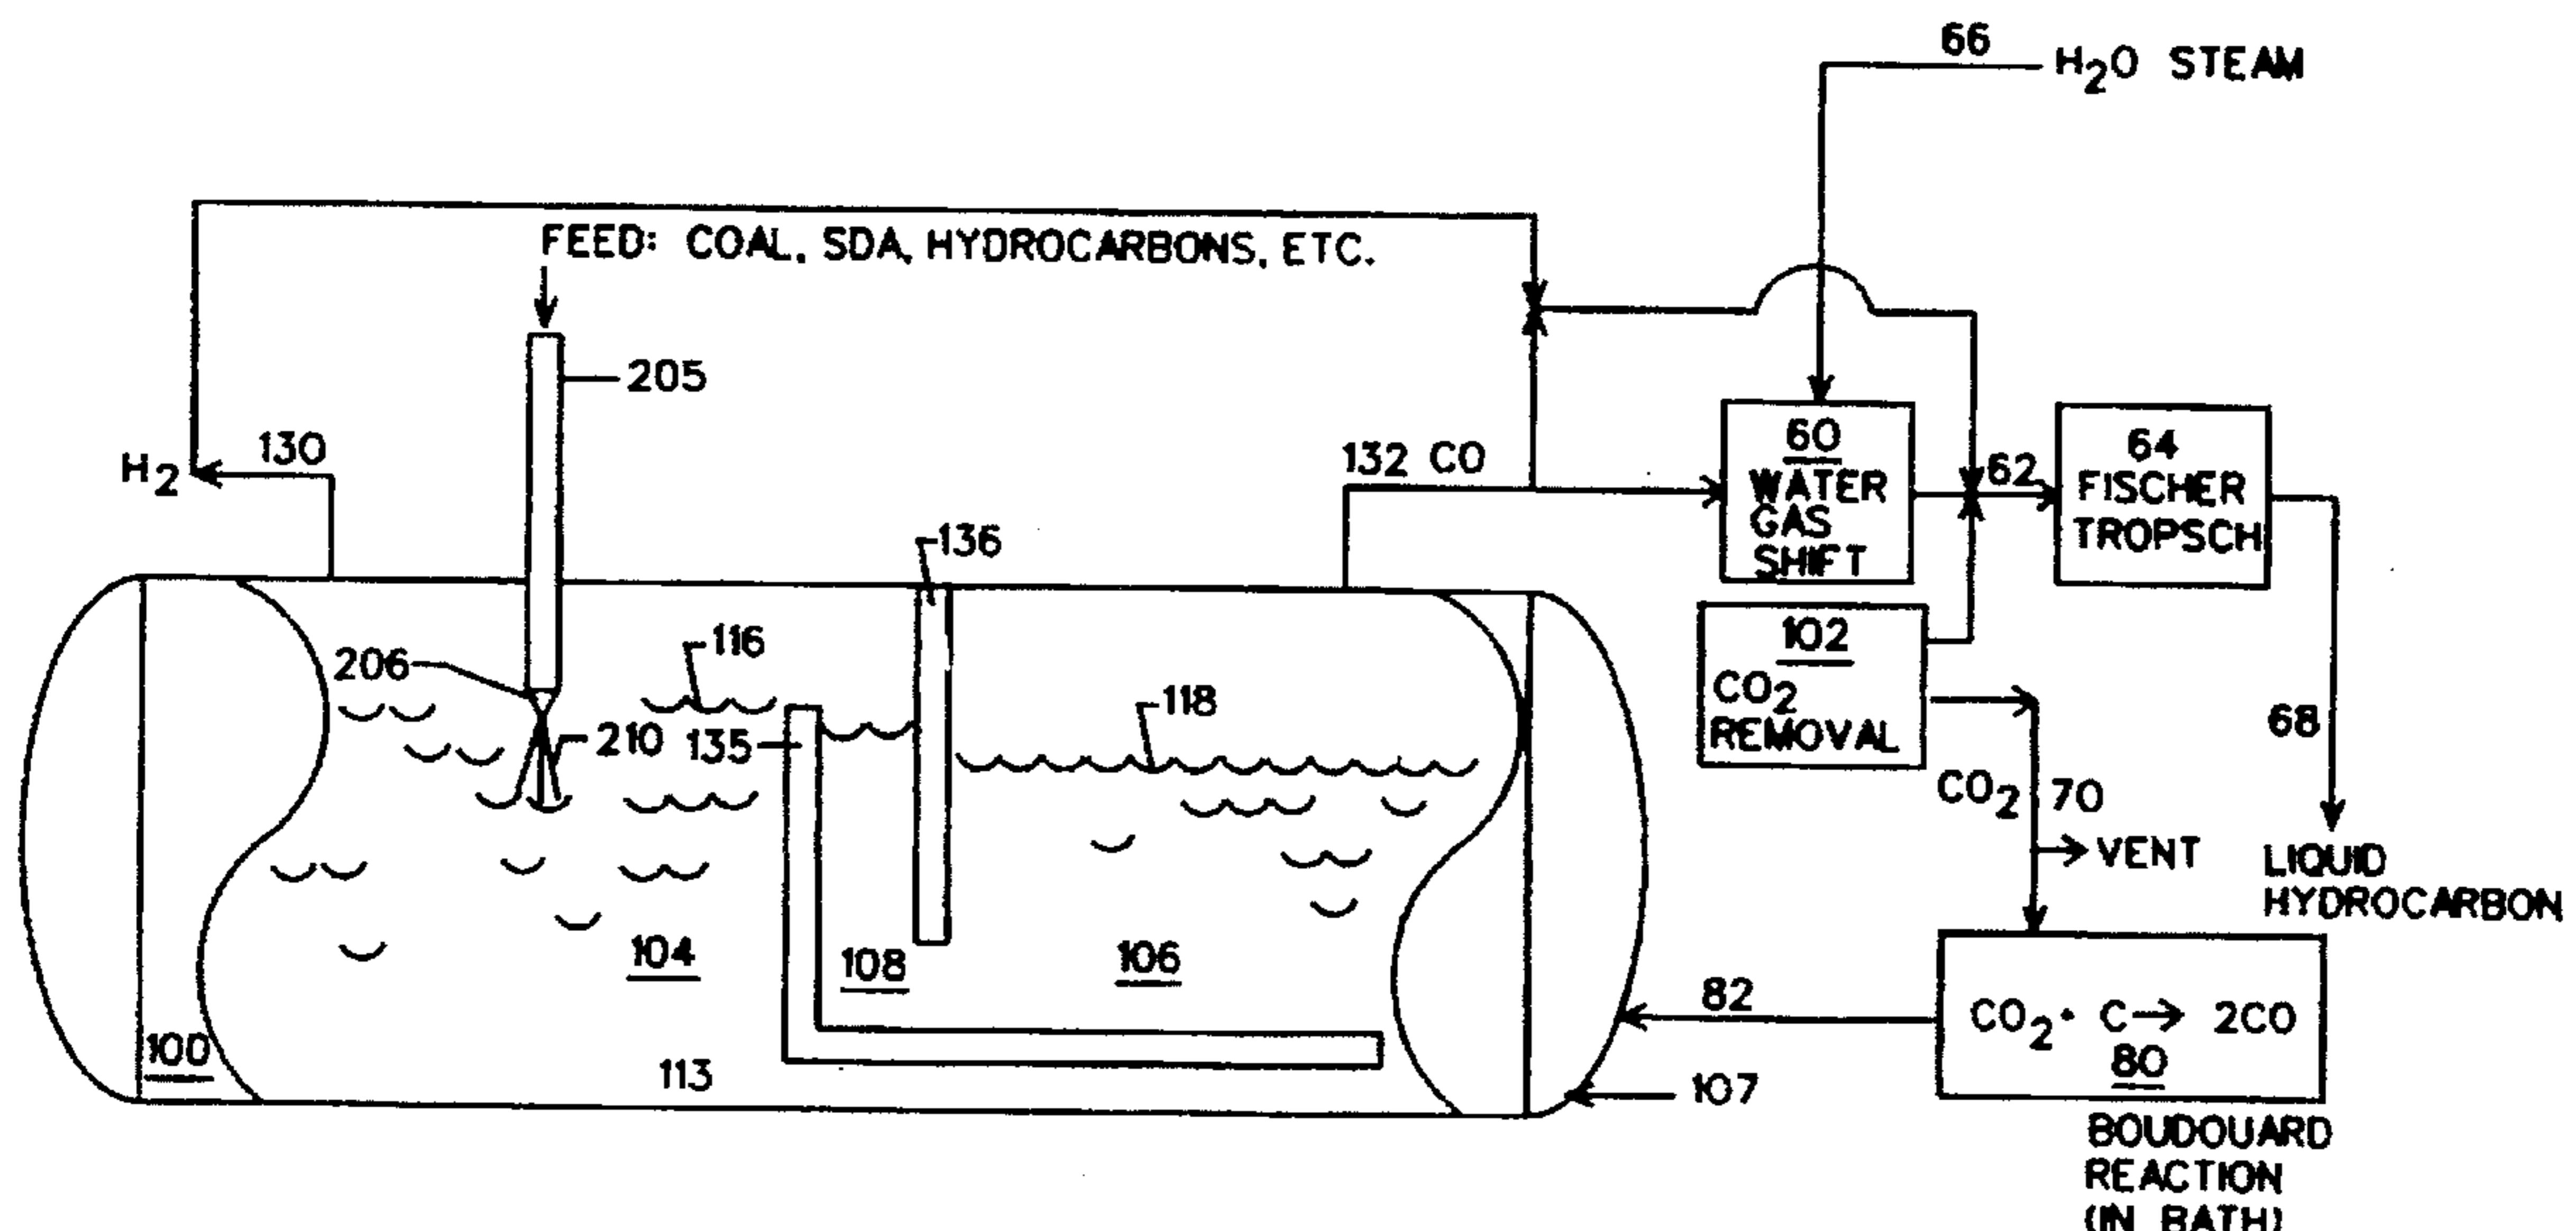 66
H2O STEAM
FEED: COAL, SDA, HYDROCARBONS, ETC.
205
H2
130
132 CO
60
WATER
GAS
SHIFT
62
64
FISCHER
TROPSCH
136
116
206
102
CO2
REMOVAL
118
210
135
68
CO2
70
VENT
LIQUID
HYDROCARBON
104
108
106
82
CO2 + C → 2CO
80
100
113
107
BOUDOUARD
REACTION
(IN BATH)